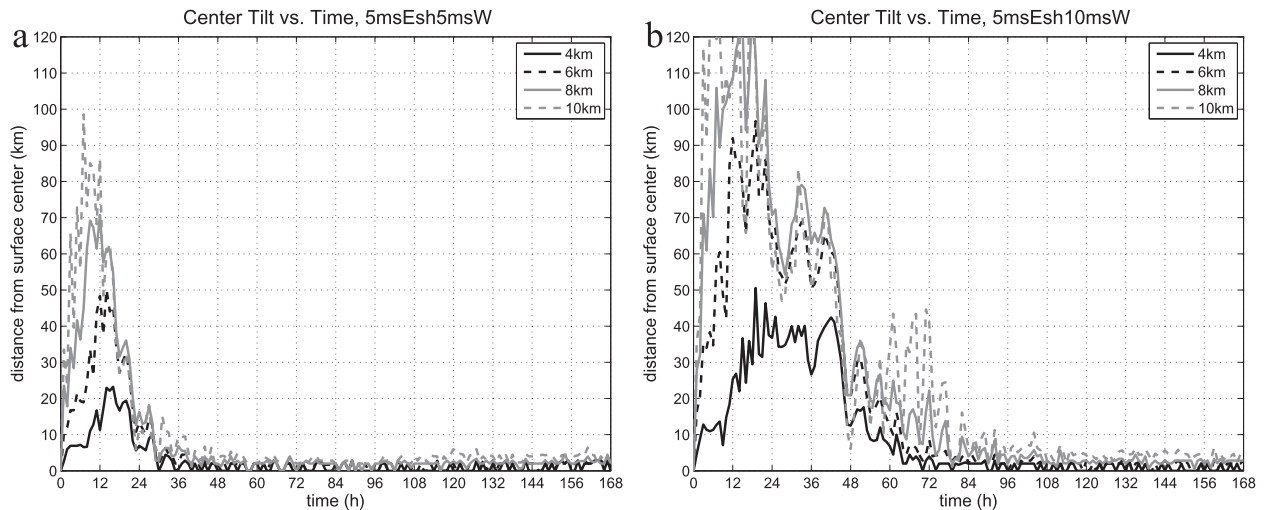 a
Center Tilt vs. Time, 5msEsh5msW
distance from surface center (km)
120
110
100
90
80
70
60
50
40
30
20
10
0
4km
6km
8km
10km
0 12 24 36 48 60 72 84 96 108 120 132 144 156 168
time (h)
b
Center Tilt vs. Time, 5msEsh10msW
distance from surface center (km)
120
110
100
90
80
70
60
50
40
30
20
10
0
4km
6km
8km
10km
0 12 24 36 48 60 72 84 96 108 120 132 144 156 168
time (h)